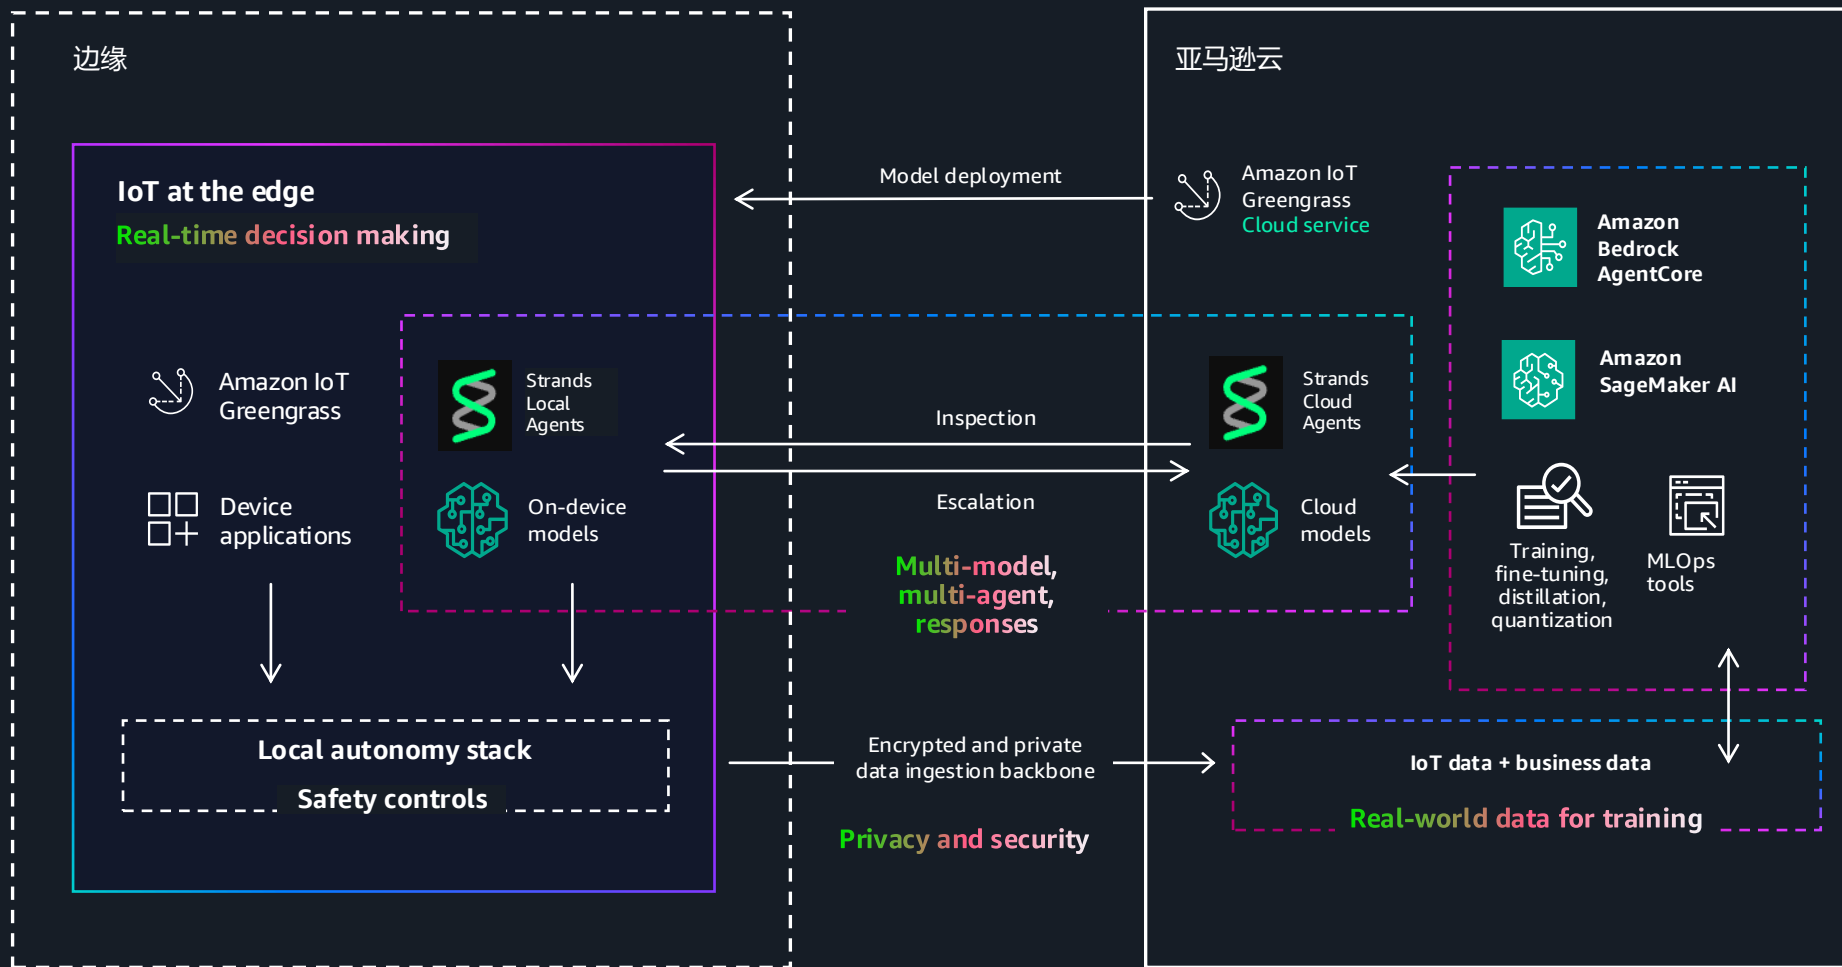 边缘
亚马逊云
IoT at the edge
Real-time decision making
Model deployment
Amazon IoT
Greengrass
Cloud service
Amazon
Bedrock
AgentCore
Amazon
SageMaker AI
Amazon IoT
Greengrass
Strands
Local
Agents
Inspection
Strands
Cloud
Agents
Device
applications
On-device
models
Escalation
Cloud
models
Training,
fine-tuning,
distillation,
quantization
MLOps
tools
Multi-model,
multi-agent,
responses
Local autonomy stack
Safety controls
Encrypted and private
data ingestion backbone
Privacy and security
IoT data + business data
Real-world data for training